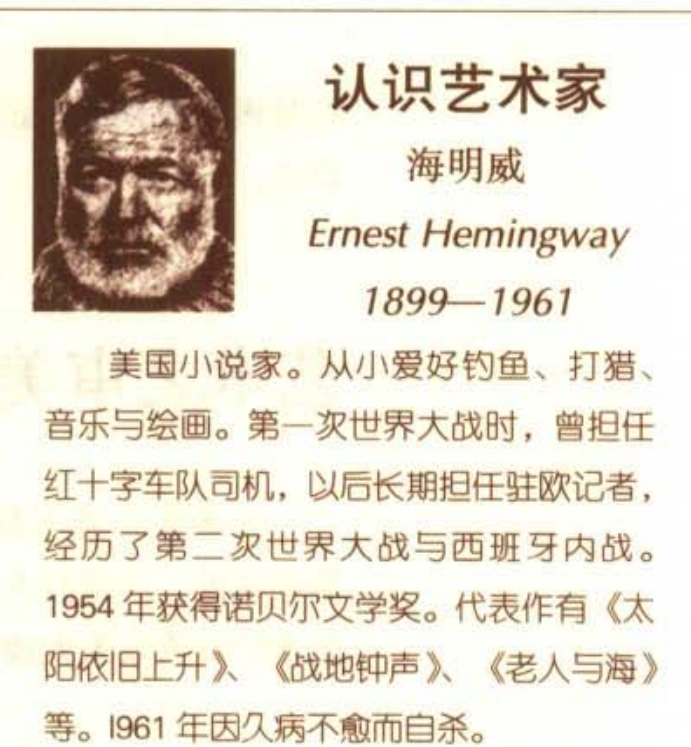 认识艺术家
海明威
Ernest Hemingway
1899—1961
美国小说家。从小爱好钓鱼、打猎、
音乐与绘画。第一次世界大战时，曾担任
红十字车队司机，以后长期担任驻欧记者，
经历了第二次世界大战与西班牙内战。
1954 年获得诺贝尔文学奖。代表作有《太
阳依旧上升》、《战地钟声》、《老人与海》
等。1961 年因久病不愈而自杀。